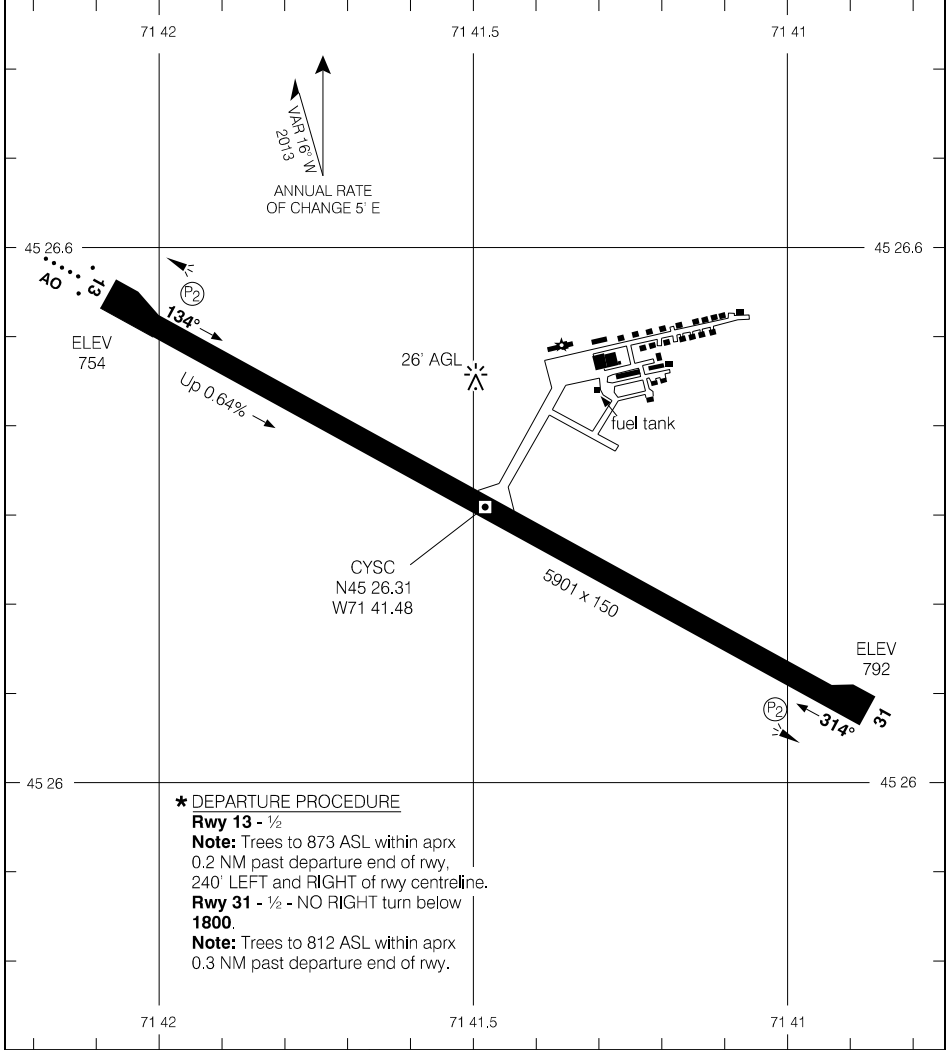 71 42
71 41.5
71 41
VAR 16° W
2013
ANNUAL RATE
OF CHANGE 5' E
45 26.6
45 26.6
AO
13
P2
134°
ELEV
754
Up 0.64%
26' AGL
fuel tank
CYSC
N45 26.31
W71 41.48
5901 x 150
ELEV
792
P2
314°
31
45 26
45 26
* DEPARTURE PROCEDURE
Rwy 13 - ½
Note: Trees to 873 ASL within aprx
0.2 NM past departure end of rwy,
240' LEFT and RIGHT of rwy centreline.
Rwy 31 - ½ - NO RIGHT turn below
1800.
Note: Trees to 812 ASL within aprx
0.3 NM past departure end of rwy.
71 42
71 41.5
71 41